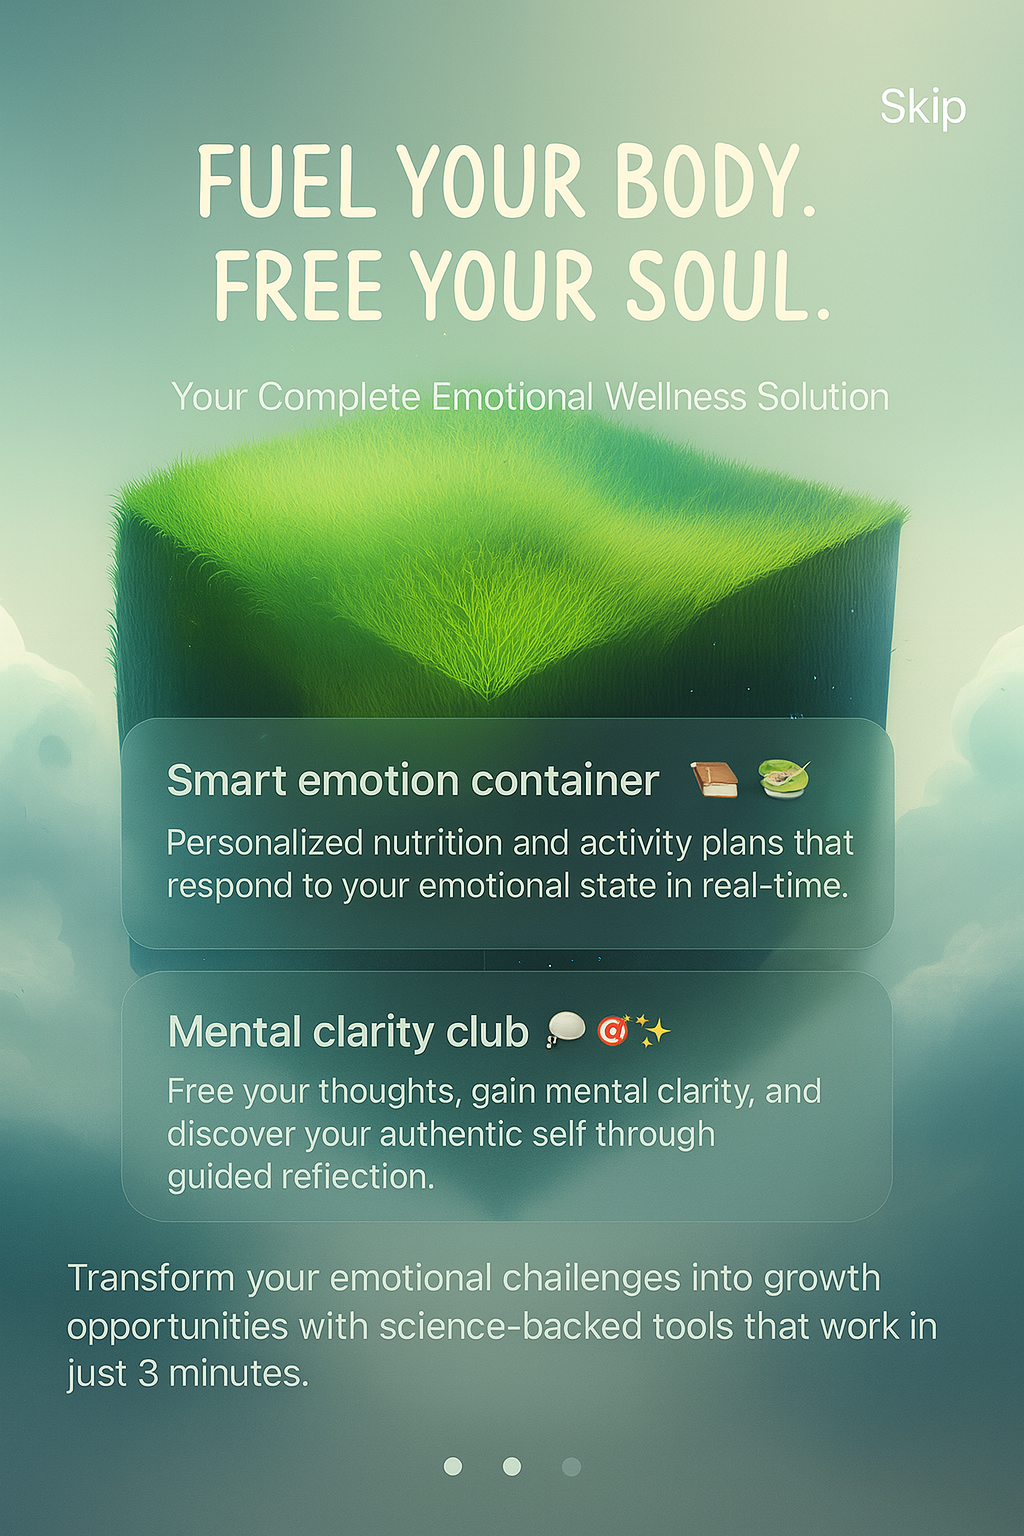 Skip
FUEL YOUR BODY.
FREE YOUR SOUL.
Your Complete Emotional Wellness Solution
Smart emotion container
Personalized nutrition and activity plans that
respond to your emotional state in real-time.
Mental clarity club
Free your thoughts, gain mental clarity, and
discover your authentic self through
guided refiection.
Transform your emotional chailenges into growth
opportunities with science-backed tools that work in
just 3 minutes.